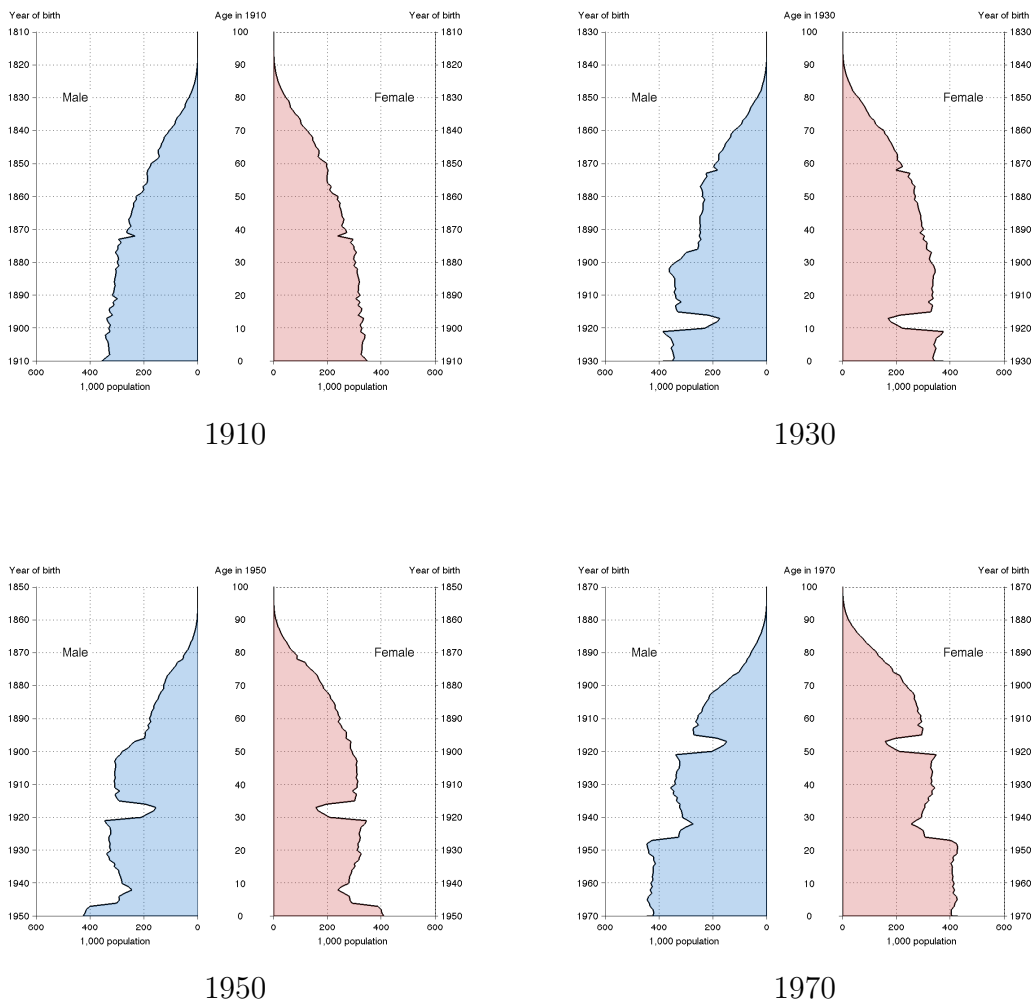 Year of birth Age in 1910 Year of birth
1810 100 1810
1820 90 1820
Male Female
1830 80 1830
1840 70 1840
1850 60 1850
1860 50 1860
1870 40 1870
1880 30 1880
1890 20 1890
1900 10 1900
1910 0 1910
600 400 200 0 0 200 400 600
1,000 population 1,000 population
1910
Year of birth Age in 1930 Year of birth
1830 100 1830
1840 90 1840
Male Female
1850 80 1850
1860 70 1860
1870 60 1870
1880 50 1880
1890 40 1890
1900 30 1900
1910 20 1910
1920 10 1920
1930 0 1930
600 400 200 0 0 200 400 600
1,000 population 1,000 population
1930
Year of birth Age in 1950 Year of birth
1850 100 1850
1860 90 1860
Male Female
1870 80 1870
1880 70 1880
1890 60 1890
1900 50 1900
1910 40 1910
1920 30 1920
1930 20 1930
1940 10 1940
1950 0 1950
600 400 200 0 0 200 400 600
1,000 population 1,000 population
1950
Year of birth Age in 1970 Year of birth
1870 100 1870
1880 90 1880
Male Female
1890 80 1890
1900 70 1900
1910 60 1910
1920 50 1920
1930 40 1930
1940 30 1940
1950 20 1950
1960 10 1960
1970 0 1970
600 400 200 0 0 200 400 600
1,000 population 1,000 population
1970